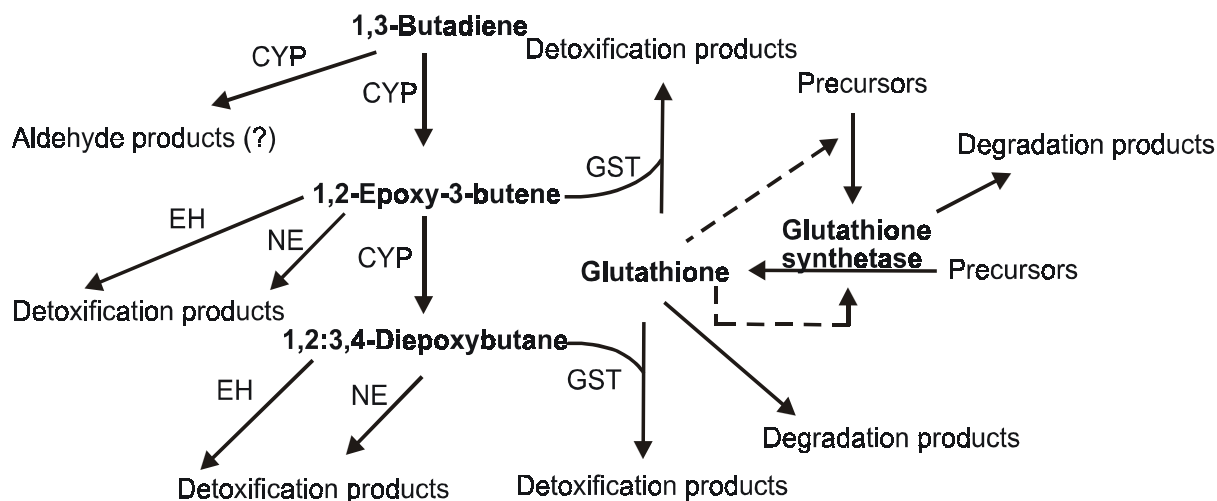 1,3-Butadiene
Detoxification products
CYP
CYP
Precursors
Aldehyde products (?)
Degradation products
GST
1,2-Epoxy-3-butene
EH
NE
CYP
Glutathione
synthetase
Glutathione
Precursors
Detoxification products
1,2:3,4-Diepoxybutane
GST
EH
NE
Degradation products
Detoxification products
Detoxification products